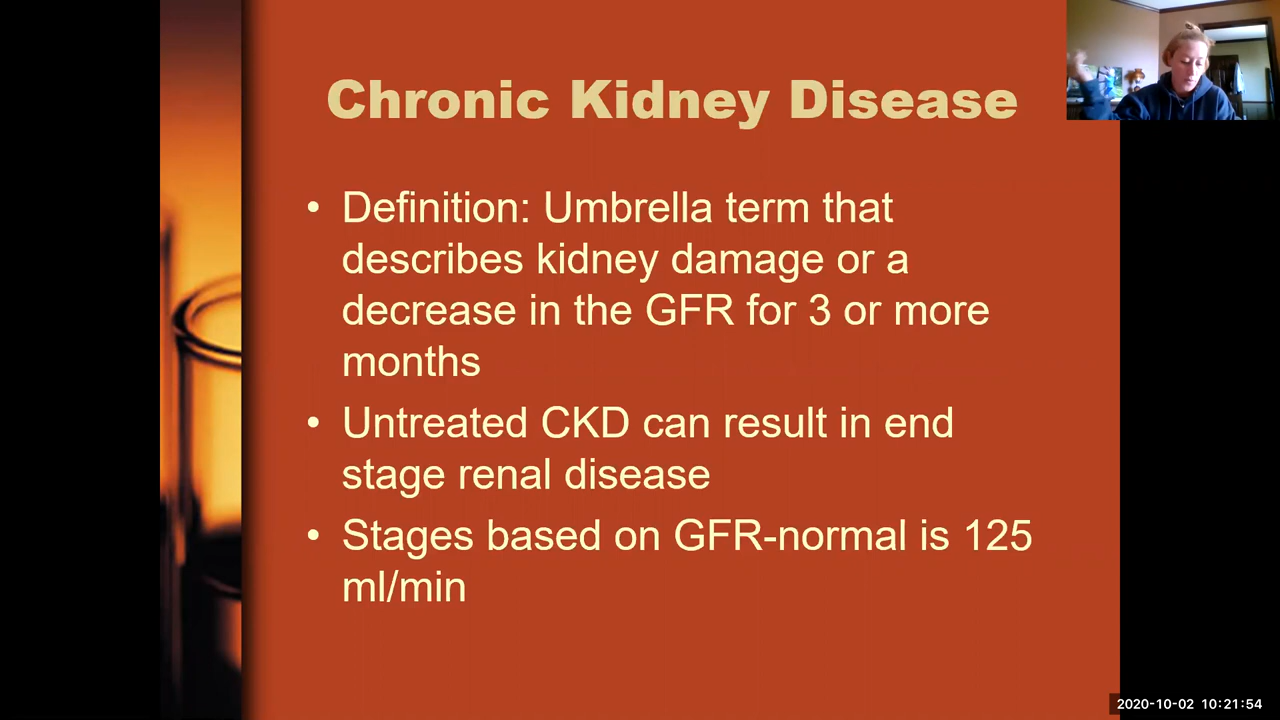 Chronic Kidney Disease
• Definition: Umbrella term that
describes kidney damage or a
decrease in the GFR for 3 or more
months
• Untreated CKD can result in end
stage renal disease
• Stages based on GFR-normal is 125
ml/min
2020-10-02 10:21:54